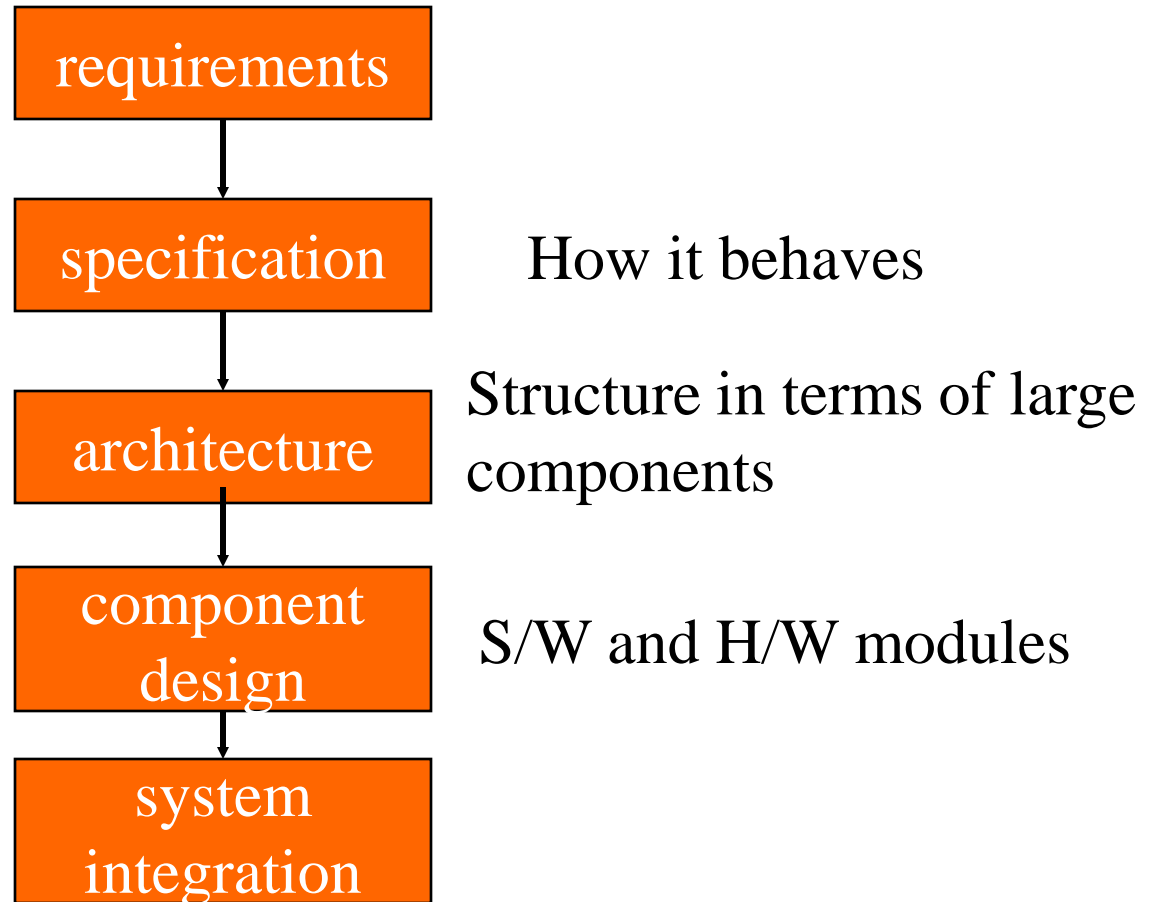 requirements
specification
How it behaves
architecture
Structure in terms of large
components
component
design
S/W and H/W modules
system
integration